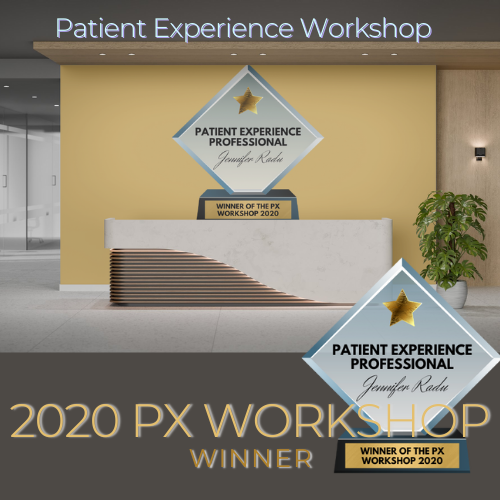 Patient Experience Workshop
PATIENT EXPERIENCE
PROFESSIONAL
Jennifer Radu
WINNER OF THE PX
WORKSHOP 2020
PATIENT EXPERIENCE
PROFESSIONAL
Jennifer Radu
2020 PX WORKSHOP
WINNER
WINNER OF THE PX
WORKSHOP 2020